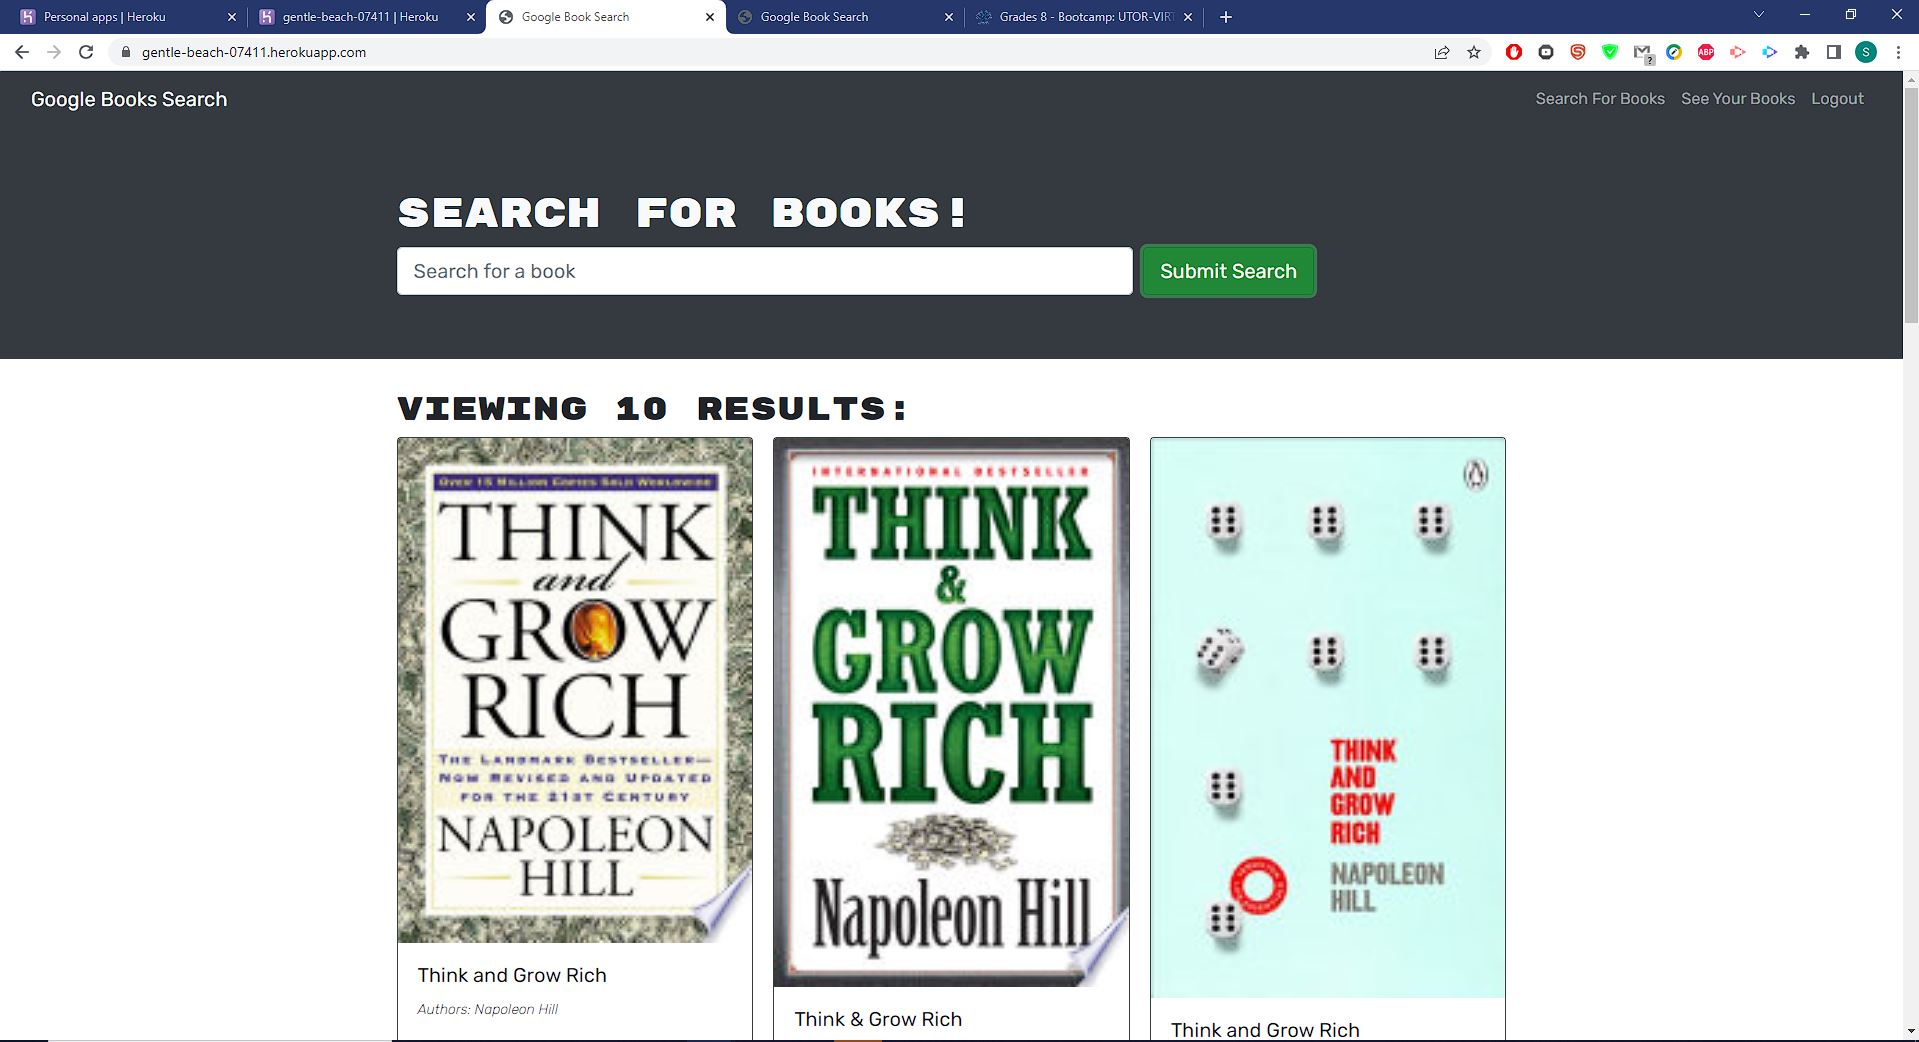 Personal apps | Heroku
gentle-beach-07411 | Heroku
Google Book Search
Google Book Search
Grades 8 - Bootcamp: UTOR-VIRT
gentle-beach-07411.herokuapp.com
?
ABP
S
Google Books Search
Search For Books
See Your Books
Logout
SEARCH FOR BOOKS!
Search for a book
Submit Search
VIEWING 10 RESULTS:
OVER 15 MILLION COPIES SOLD WORLDWIDE
THINK
and
GROW
RICH
THE LANDMARK BESTSELLER—
NOW REVISED AND UPDATED
FOR THE 21ST CENTURY
NAPOLEON
HILL
Think and Grow Rich
Authors: Napoleon Hill
INTERNATIONAL BESTSELLER
THINK
&
GROW
RICH
Napoleon Hill
Think & Grow Rich
THINK
AND
GROW
RICH
NAPOLEON
HILL
Think and Grow Rich